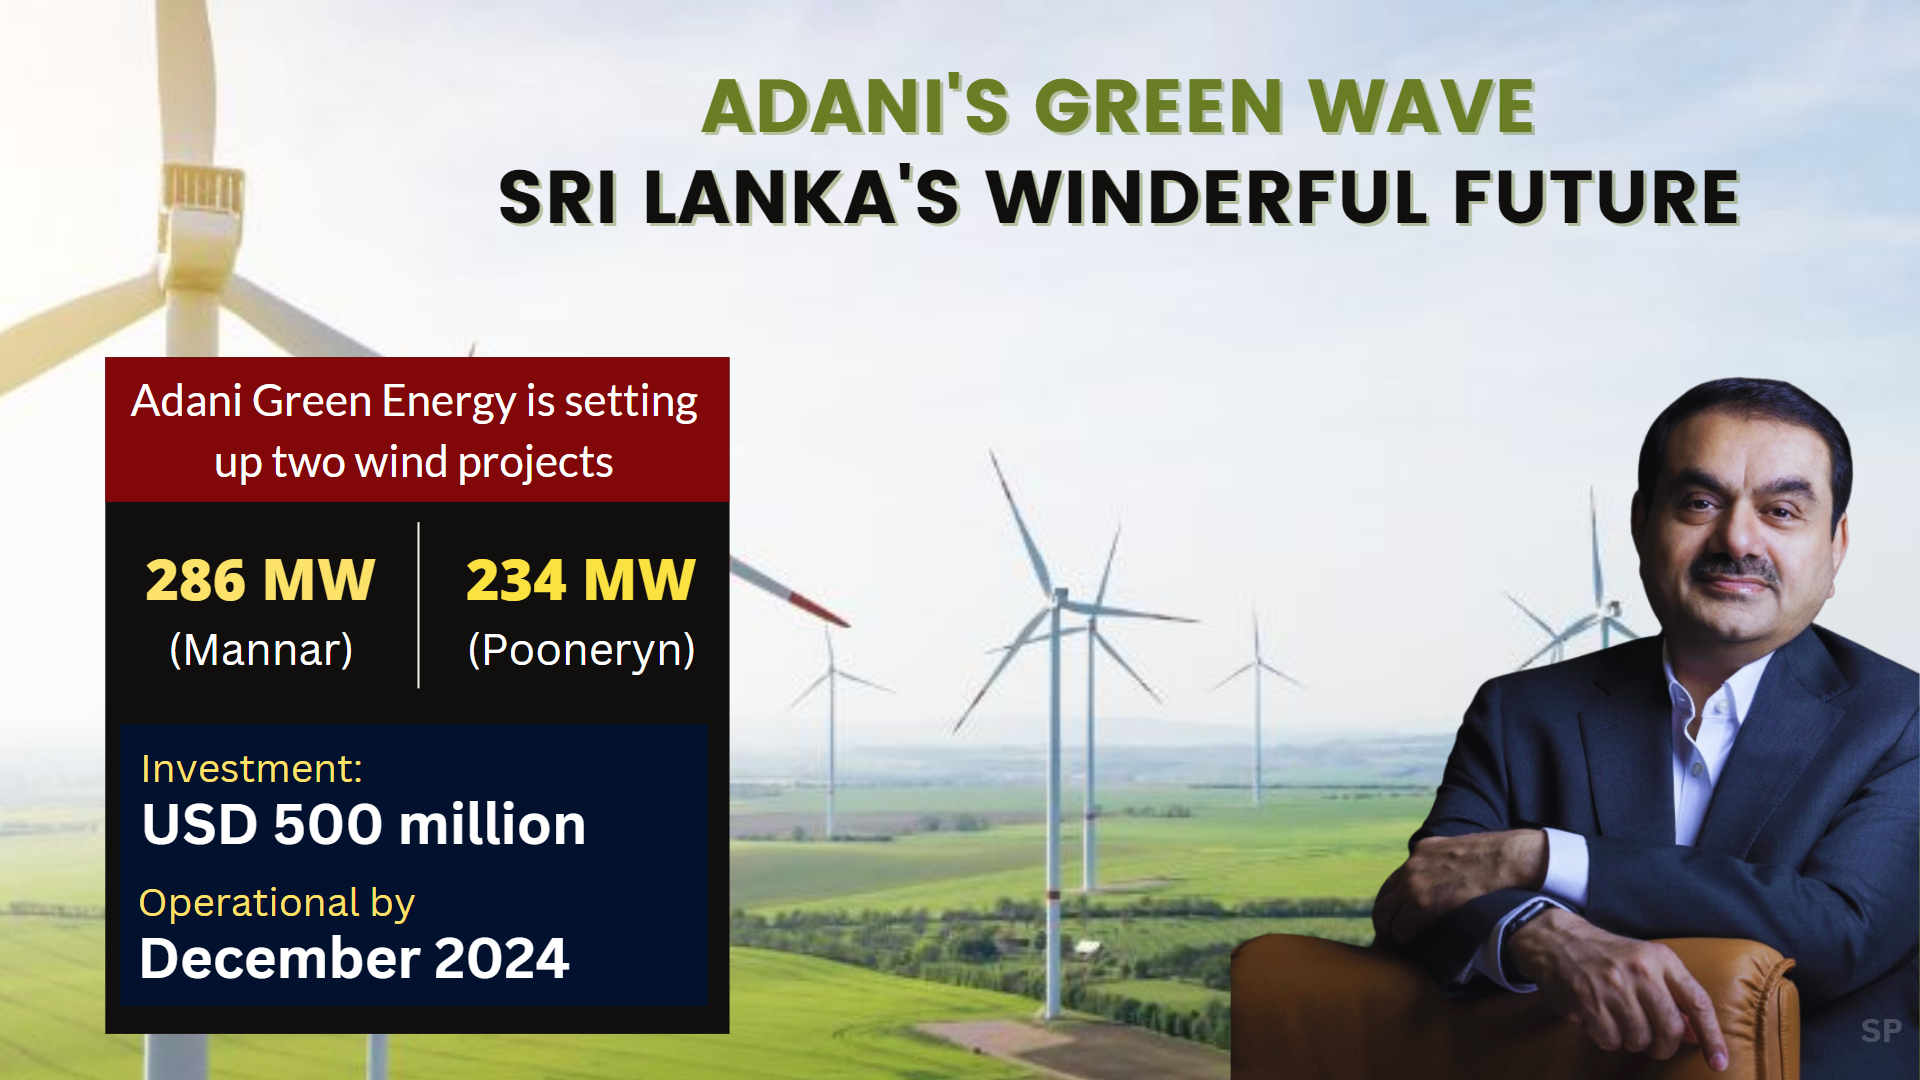 ADANI'S GREEN WAVE
SRI LANKA'S WINDERFUL FUTURE
Adani Green Energy is setting
up two wind projects
286 MW
(Mannar)
234 MW
(Pooneryn)
Investment:
USD 500 million
Operational by
December 2024
SP